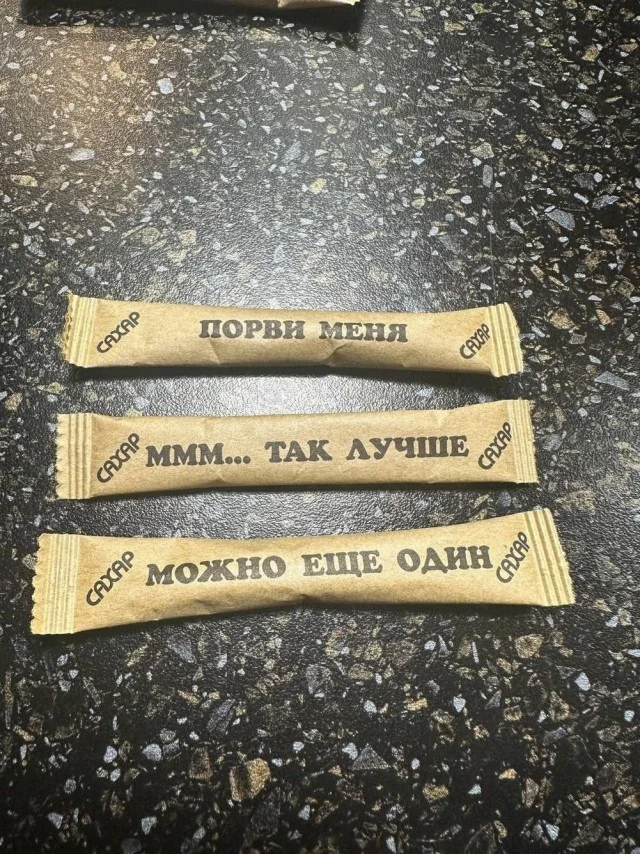 САХАР ПОРВИ МЕНЯ САХАР
САХАР МММ... ТАК ЛУЧШЕ САХАР
САХАР МОЖНО ЕЩЕ ОДИН САХАР